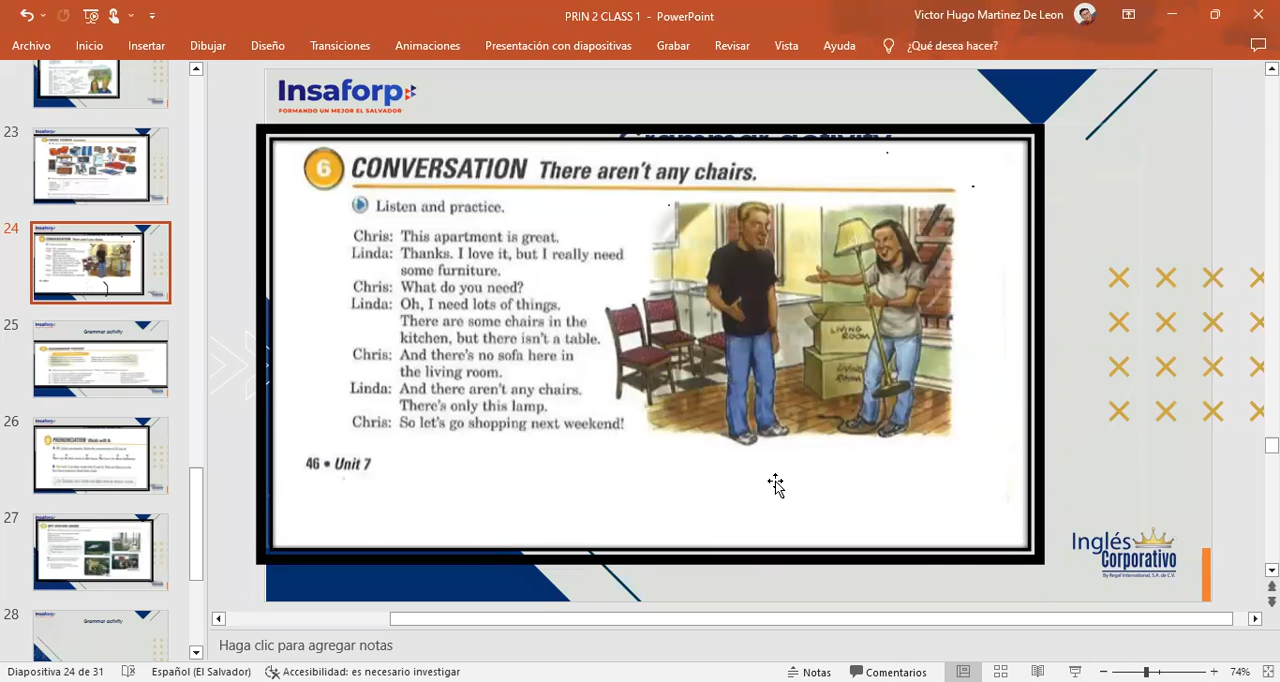 PRIN 2 CLASS 1 - PowerPoint
Victor Hugo Martinez De Leon
Archivo Inicio Insertar Dibujar Diseño Transiciones Animaciones Presentación con diapositivas Grabar Revisar Vista Ayuda ¿Qué desea hacer?
23
24
25
26
27
28
Insaforp
FORMANDO UN MEJOR EL SALVADOR
Grammar activity
6 CONVERSATION There aren't any chairs.
Listen and practice.
Chris: This apartment is great.
Linda: Thanks. I love it, but I really need
some furniture.
Chris: What do you need?
Linda: Oh, I need lots of things.
There are some chairs in the
kitchen, but there isn't a table.
Chris: And there's no sofa here in
the living room.
Linda: And there aren't any chairs.
There's only this lamp.
Chris: So let's go shopping next weekend!
LIVING
ROOM
LIVING
ROOM
46 • Unit 7
Inglés
Corporativo
By Regal International, S.A. de C.V.
Haga clic para agregar notas
Diapositiva 24 de 31 Español (El Salvador) Accesibilidad: es necesario investigar Notas Comentarios 74%